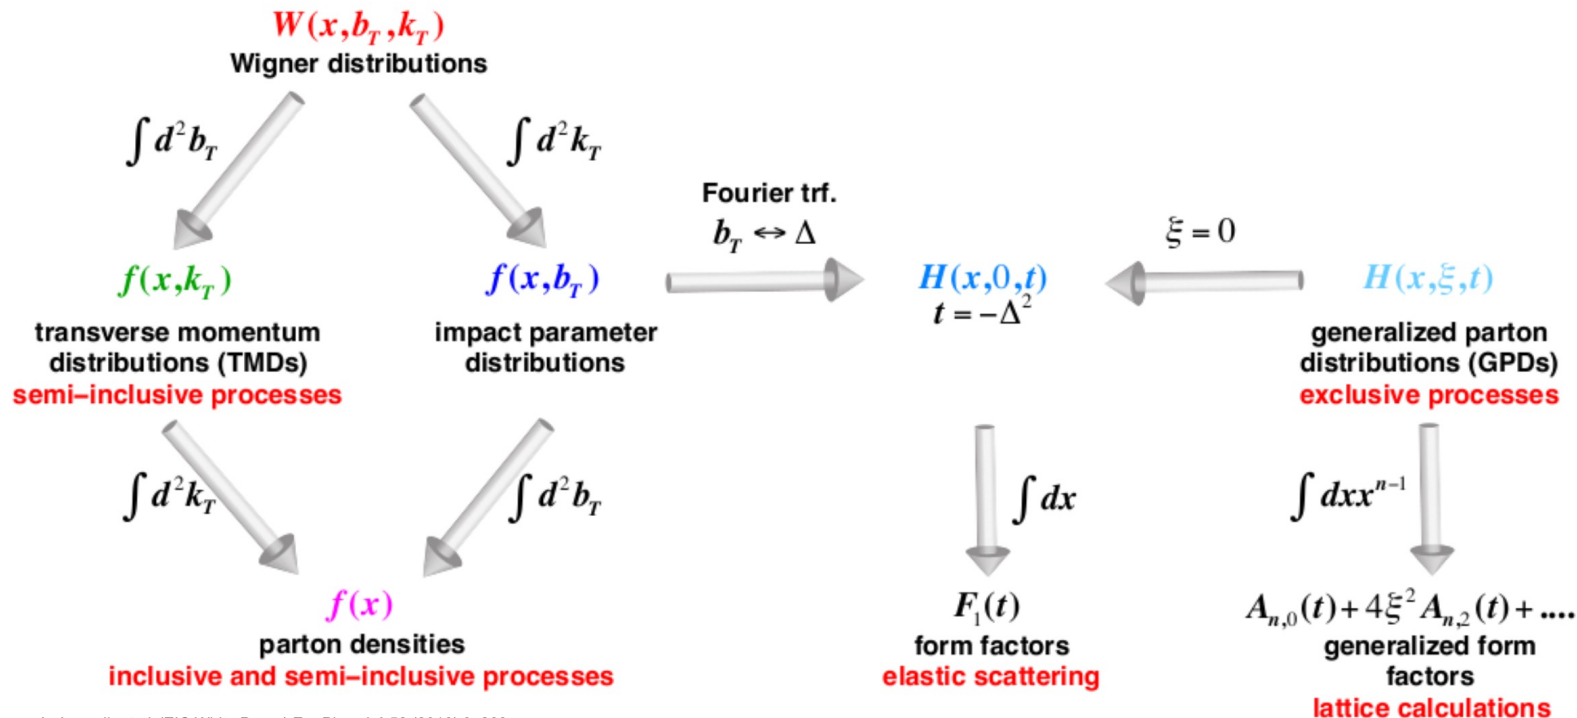 W(x,b_T,k_T)
Wigner distributions
∫d²b_T
∫d²k_T
Fourier trf.
b_T ↔ Δ
ξ = 0
f(x,k_T)
transverse momentum
distributions (TMDs)
semi–inclusive processes
f(x,b_T)
impact parameter
distributions
H(x,0,t)
t = −Δ²
H(x,ξ,t)
generalized parton
distributions (GPDs)
exclusive processes
∫d²k_T
∫d²b_T
∫dx
∫dxx^{n−1}
f(x)
parton densities
inclusive and semi–inclusive processes
F₁(t)
form factors
elastic scattering
A_{n,0}(t) + 4ξ² A_{n,2}(t) + ....
generalized form
factors
lattice calculations